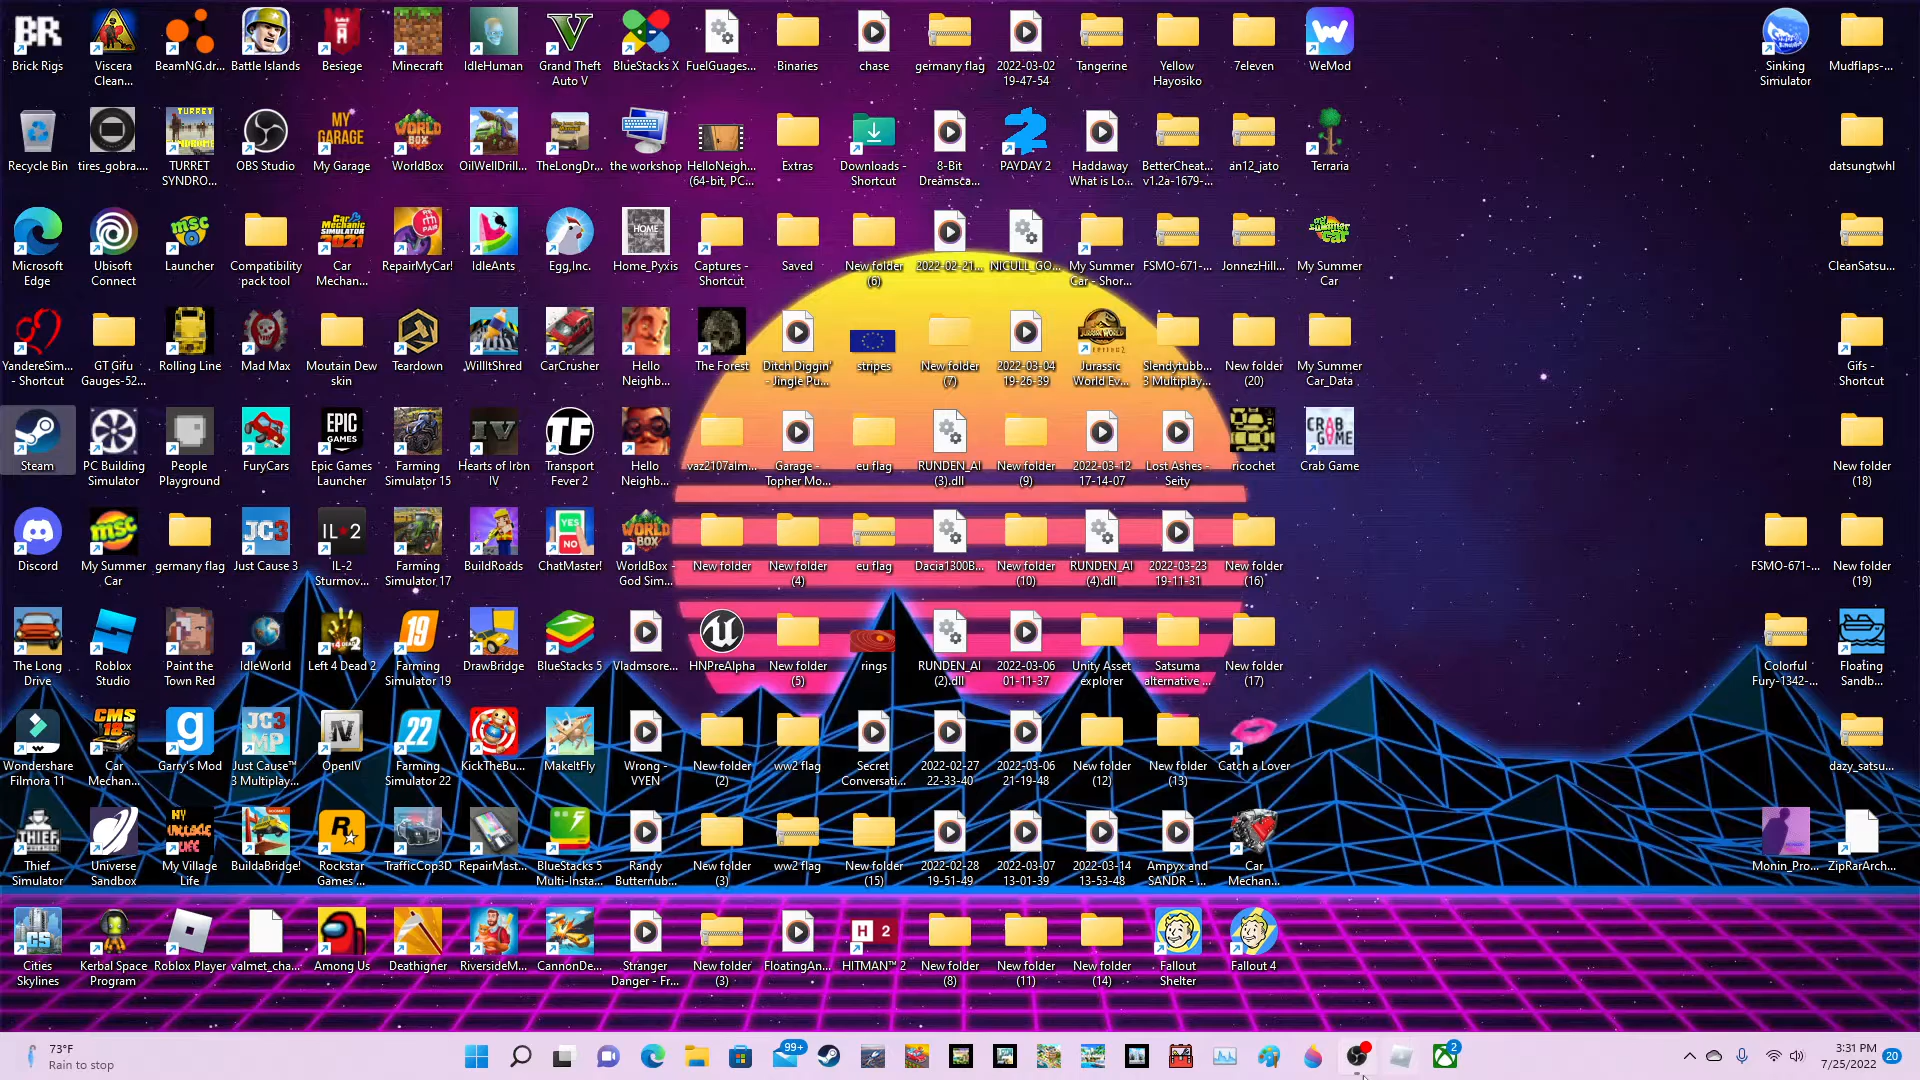 Brick Rigs
Viscera Clean...
BeamNG.dr...
Battle Islands
Besiege
Minecraft
IdleHuman
Grand Theft Auto V
BlueStacks X
FuelGuages...
Binaries
chase
germany flag
2022-03-02 19-47-54
Tangerine
Yellow Hayosiko
7eleven
WeMod
Sinking Simulator
Mudflaps-...
Recycle Bin
tires_gobra...
TURRET SYNDRO...
OBS Studio
My Garage
WorldBox
OilWellDrill...
TheLongDr...
the workshop
HelloNeigh... (64-bit, PC...
Extras
Downloads - Shortcut
8-Bit Dreamsca...
PAYDAY 2
Haddaway What is Lo...
BetterCheat... v1.2a-1679-...
an12_jato
Terraria
datsungtwhl
Microsoft Edge
Ubisoft Connect
Launcher
Compatibility pack tool
Car Mechan...
RepairMyCar!
IdleAnts
Egg,Inc.
Home_Pyxis
Captures - Shortcut
Saved
New folder (6)
2022-02-21...
NICULL_GO...
My Summer Car - Shor...
FSMO-671-...
JonnezHill...
My Summer Car
CleanSatsu...
YandereSim... - Shortcut
GT Gifu Gauges-52...
Rolling Line
Mad Max
Moutain Dew skin
Teardown
WillItShred
CarCrusher
Hello Neighb...
The Forest
Ditch Diggin' - Jingle Pu...
stripes
New folder (7)
2022-03-04 19-26-39
Jurassic World Ev...
Slendytubb... 3 Multiplay...
New folder (20)
My Summer Car_Data
Gifs - Shortcut
Steam
PC Building Simulator
People Playground
FuryCars
Epic Games Launcher
Farming Simulator 15
Hearts of Iron IV
Transport Fever 2
Hello Neighb...
vaz2107alm...
Garage - Topher Mo...
eu flag
RUNDEN_AI (3).dll
New folder (9)
2022-03-12 17-14-07
Lost Ashes - Seity
ricochet
Crab Game
New folder (18)
Discord
My Summer Car
germany flag
Just Cause 3
IL-2 Sturmov...
Farming Simulator 17
BuildRoads
ChatMaster!
WorldBox - God Sim...
New folder
New folder (4)
eu flag
Dacia1300B...
New folder (10)
RUNDEN_AI (4).dll
2022-03-23 19-11-31
New folder (16)
FSMO-671-...
New folder (19)
The Long Drive
Roblox Studio
Paint the Town Red
IdleWorld
Left 4 Dead 2
Farming Simulator 19
DrawBridge
BlueStacks 5
Vladmsore...
HNPreAlpha
New folder (5)
rings
RUNDEN_AI (2).dll
2022-03-06 01-11-37
Unity Asset explorer
Satsuma alternative ...
New folder (17)
Colorful Fury-1342-...
Floating Sandb...
Wondershare Filmora 11
Car Mechan...
Garry's Mod
Just Cause™ 3 Multiplay...
OpenIV
Farming Simulator 22
KickTheBu...
MakeItFly
Wrong - VYEN
New folder (2)
ww2 flag
Secret Conversati...
2022-02-27 22-33-40
2022-03-06 21-19-48
New folder (12)
New folder (13)
Catch a Lover
dazy_satsu...
Thief Simulator
Universe Sandbox
My Village Life
BuildaBridge!
Rockstar Games ...
TrafficCop3D
RepairMast...
BlueStacks 5 Multi-Insta...
Randy Butternub...
New folder (3)
ww2 flag
New folder (15)
2022-02-28 19-51-49
2022-03-07 13-01-39
2022-03-14 13-53-48
Ampyx and SANDR - ...
Car Mechan...
Monin_Pro...
ZipRarArch...
Cities Skylines
Kerbal Space Program
Roblox Player
valmet_cha...
Among Us
Deathigner
RiversideM...
CannonDe...
Stranger Danger - Fr...
New folder (3)
FloatingAn...
HITMAN™ 2
New folder (8)
New folder (11)
New folder (14)
Fallout Shelter
Fallout 4
73°F
Rain to stop
99+
2
3:31 PM
7/25/2022
20